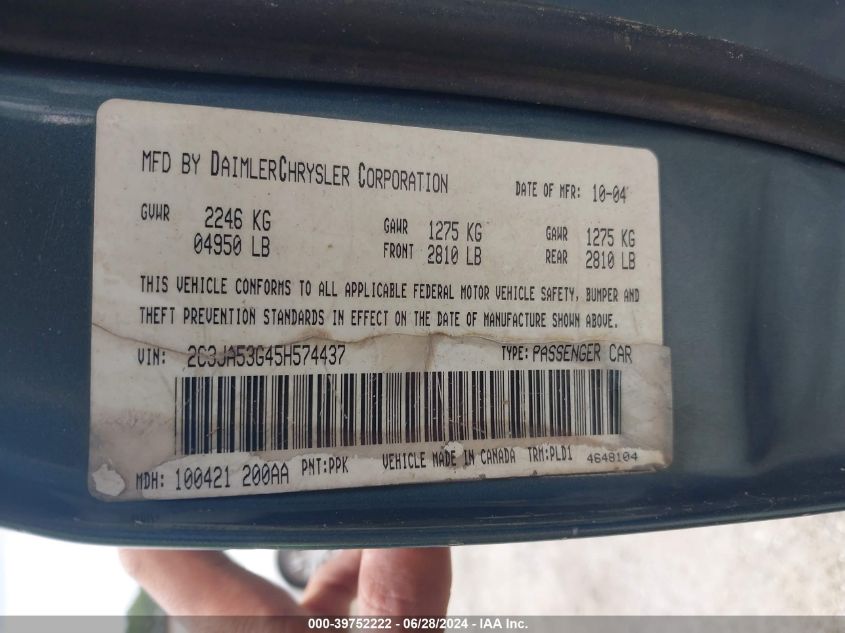 MFD BY DAIMLERCHRYSLER CORPORATION DATE OF MFR: 10-04
GVWR 2246 KG GAWR 1275 KG GAWR 1275 KG
04950 LB FRONT 2810 LB REAR 2810 LB
THIS VEHICLE CONFORMS TO ALL APPLICABLE FEDERAL MOTOR VEHICLE SAFETY, BUMPER AND
THEFT PREVENTION STANDARDS IN EFFECT ON THE DATE OF MANUFACTURE SHOWN ABOVE.
VIN: 2C3JA53G45H574437 TYPE: PASSENGER CAR
MDH: 100421 200AA PNT:PPK VEHICLE MADE IN CANADA TRM:PLD1 4648104
000-39752222 - 06/28/2024 - IAA Inc.